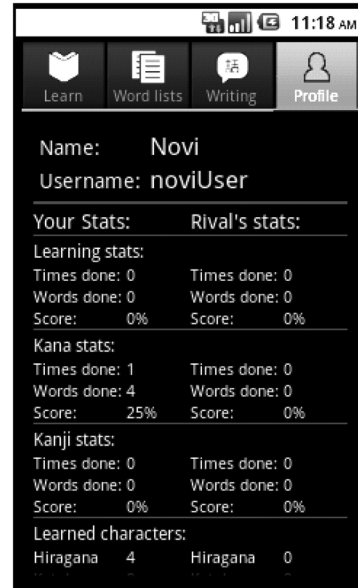 3G 11:18 AM
話
Learn Word lists Writing Profile
Name: Novi
Username: noviUser
Your Stats: Rival's stats:
Learning stats:
Times done: 0 Times done: 0
Words done: 0 Words done: 0
Score: 0% Score: 0%
Kana stats:
Times done: 1 Times done: 0
Words done: 4 Words done: 0
Score: 25% Score: 0%
Kanji stats:
Times done: 0 Times done: 0
Words done: 0 Words done: 0
Score: 0% Score: 0%
Learned characters:
Hiragana 4 Hiragana 0